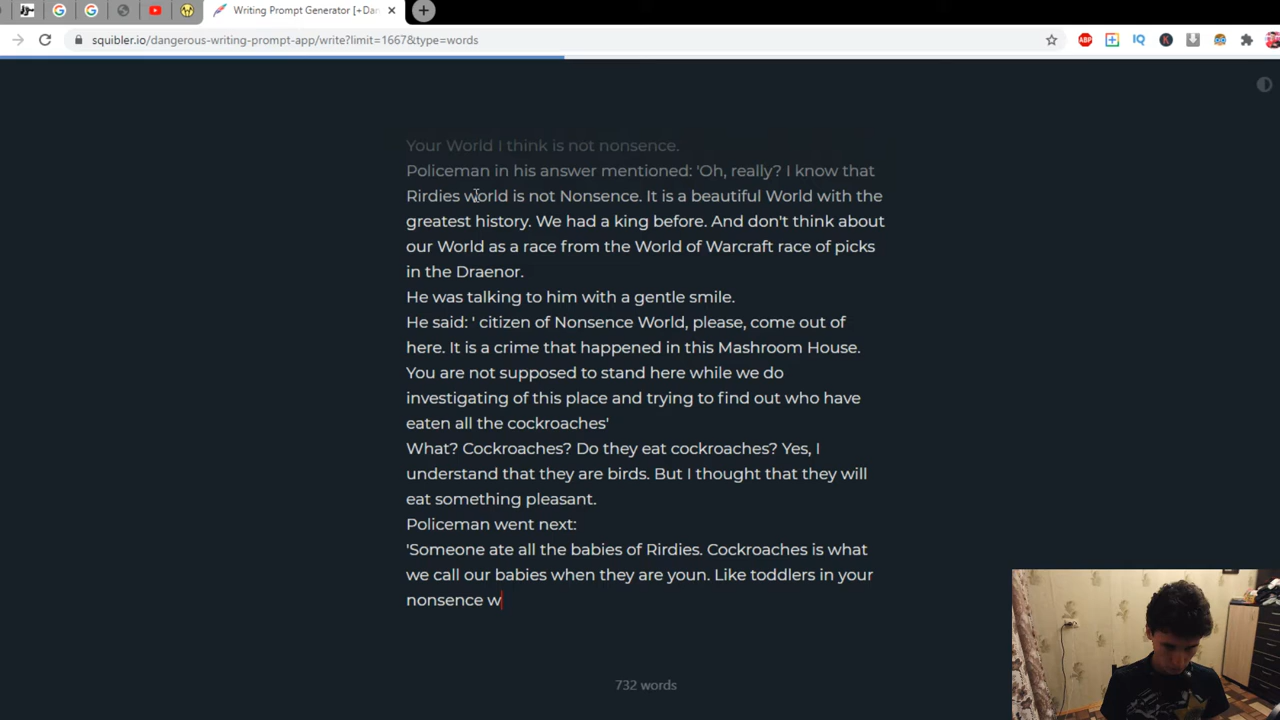 Writing Prompt Generator [+Dan
squibler.io/dangerous-writing-prompt-app/write?limit=1667&type=words
ABP
IQ
K
Your World I think is not nonsence.
Policeman in his answer mentioned: 'Oh, really? I know that
Rirdies world is not Nonsence. It is a beautiful World with the
greatest history. We had a king before. And don't think about
our World as a race from the World of Warcraft race of picks
in the Draenor.
He was talking to him with a gentle smile.
He said: ' citizen of Nonsence World, please, come out of
here. It is a crime that happened in this Mashroom House.
You are not supposed to stand here while we do
investigating of this place and trying to find out who have
eaten all the cockroaches'
What? Cockroaches? Do they eat cockroaches? Yes, I
understand that they are birds. But I thought that they will
eat something pleasant.
Policeman went next:
'Someone ate all the babies of Rirdies. Cockroaches is what
we call our babies when they are youn. Like toddlers in your
nonsence w
732 words